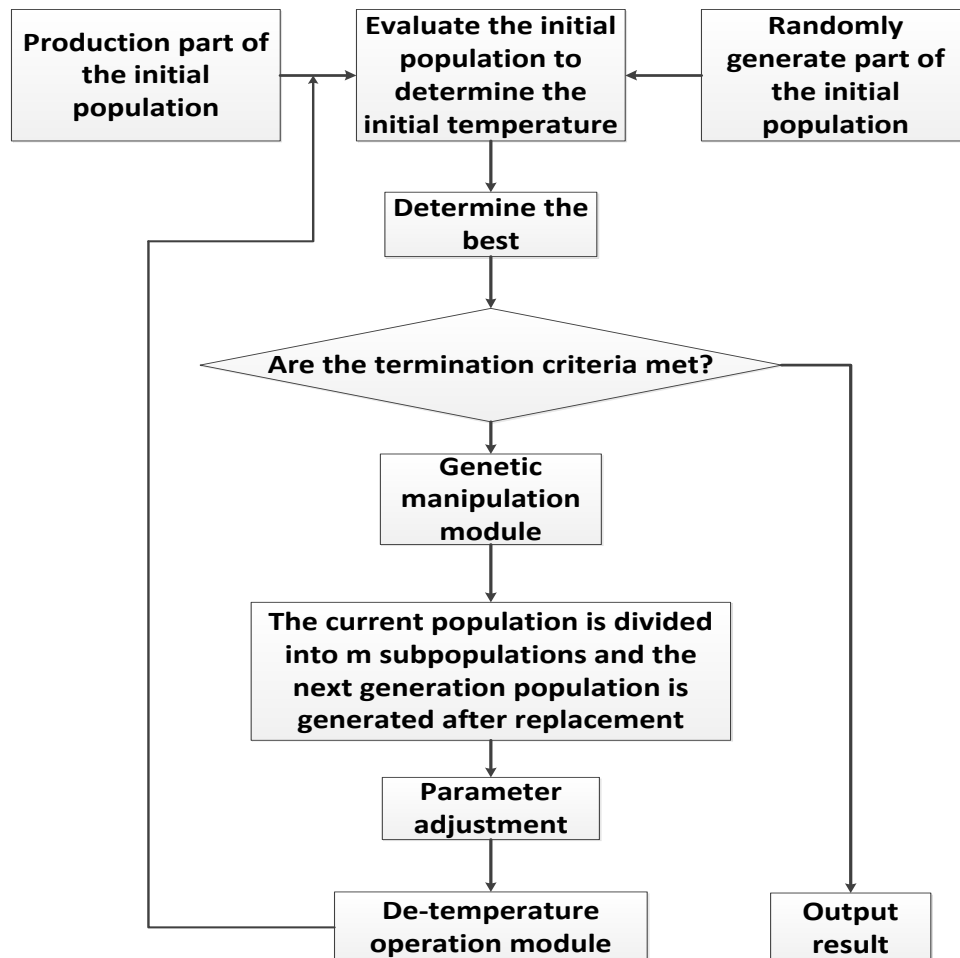 Production part of
the initial
population
Evaluate the initial
population to
determine the
initial temperature
Randomly
generate part of
the initial
population
Determine the
best
Are the termination criteria met?
Genetic
manipulation
module
The current population is divided
into m subpopulations and the
next generation population is
generated after replacement
Parameter
adjustment
De-temperature
operation module
Output
result